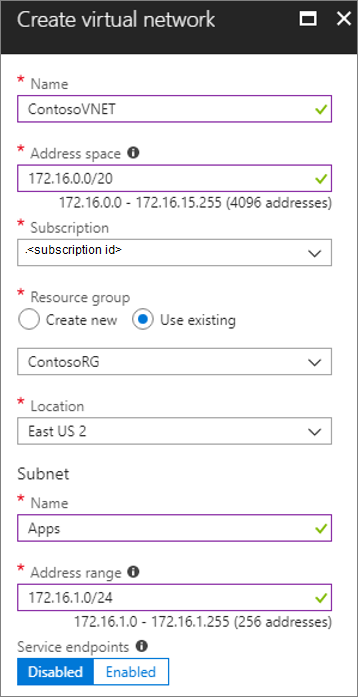 Create virtual network
* Name
ContosoVNET
* Address space
172.16.0.0/20
172.16.0.0 - 172.16.15.255 (4096 addresses)
* Subscription
.<subscription id>
* Resource group
Create new Use existing
ContosoRG
* Location
East US 2
Subnet
* Name
Apps
* Address range
172.16.1.0/24
172.16.1.0 - 172.16.1.255 (256 addresses)
Service endpoints
Disabled Enabled